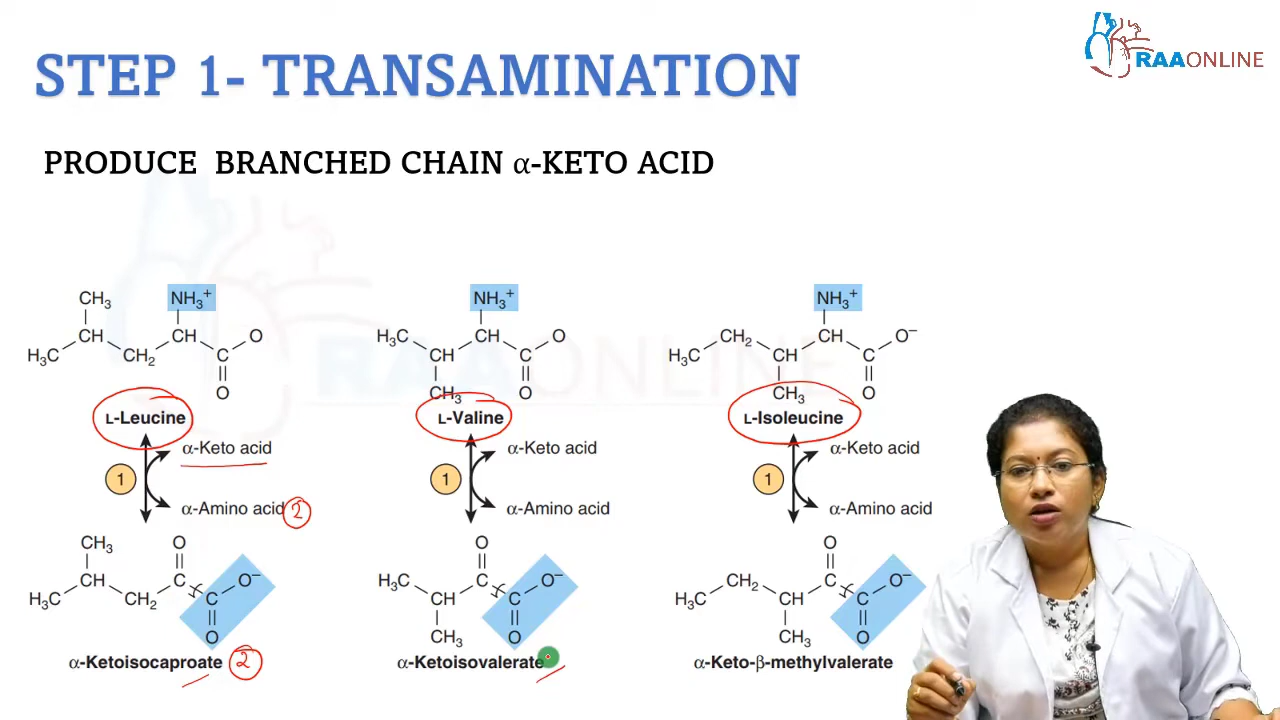 RAAONLINE
STEP 1- TRANSAMINATION
PRODUCE BRANCHED CHAIN α-KETO ACID
RAAONLINE
CH₃ NH₃⁺ NH₃⁺ NH₃⁺
CH CH O H₃C CH O CH₂ CH O⁻
H₃C CH₂ C CH C H₃C CH C
O CH₃ O CH₃ O
L-Leucine L-Valine L-Isoleucine
α-Keto acid α-Keto acid α-Keto acid
1 1 1
α-Amino acid 2 α-Amino acid α-Amino acid
CH₃ O O O
CH C O⁻ H₃C C O⁻ CH₂ C O⁻
H₃C CH₂ C CH C H₃C CH C
O CH₃ O CH₃ O
α-Ketoisocaproate 2 α-Ketoisovalerate α-Keto-β-methylvalerate